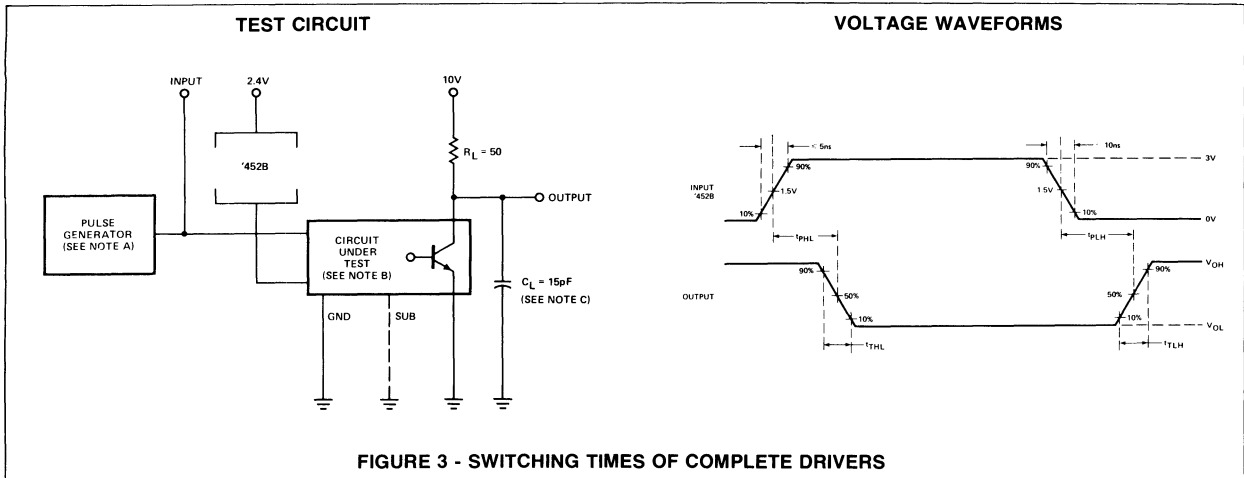 TEST CIRCUIT
INPUT
2.4V
10V
'452B
R_L = 50
OUTPUT
PULSE
GENERATOR
(SEE NOTE A)
CIRCUIT
UNDER
TEST
(SEE NOTE B)
C_L = 15pF
(SEE NOTE C)
GND
SUB
VOLTAGE WAVEFORMS
< 5ns
10ns
90%
90%
3V
INPUT
'452B
1.5V
1.5V
10%
10%
0V
t_PHL
t_PLH
90%
90%
V_OH
OUTPUT
50%
50%
10%
10%
V_OL
t_THL
t_TLH
FIGURE 3 - SWITCHING TIMES OF COMPLETE DRIVERS